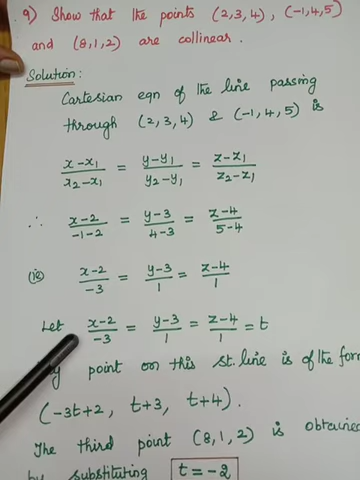 9) Show that the points (2,3,4), (-1,4,5)
and (8,1,2) are collinear.
Solution:
Cartesian eqn of the line passing
through (2,3,4) & (-1,4,5) is
x-x₁/x₂-x₁ = y-y₁/y₂-y₁ = z-z₁/z₂-z₁
∴ x-2/-1-2 = y-3/4-3 = z-4/5-4
(ie) x-2/-3 = y-3/1 = z-4/1
Let x-2/-3 = y-3/1 = z-4/1 = t
point on this st. line is of the form
(-3t+2, t+3, t+4).
The third point (8,1,2) is obtained
by substituting t=-2